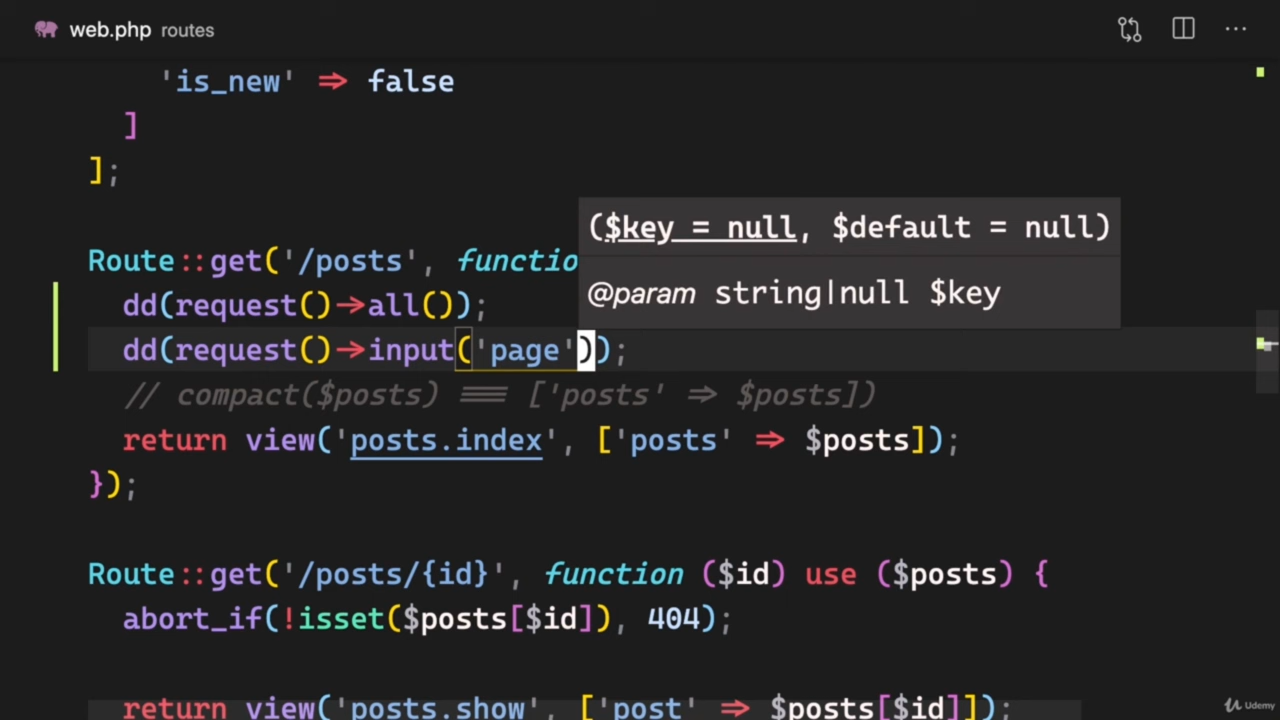 web.php routes
'is_new' => false
]
];
($key = null, $default = null)
@param string|null $key
Route::get('/posts', functio
dd(request()->all());
dd(request()->input('page'));
// compact($posts) === ['posts' => $posts])
return view('posts.index', ['posts' => $posts]);
});
Route::get('/posts/{id}', function ($id) use ($posts) {
abort_if(!isset($posts[$id]), 404);
return view('posts.show', ['post' => $posts[$id]]);
Udemy